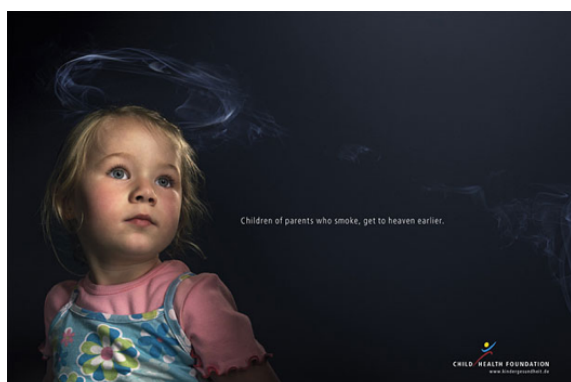 Children of parents who smoke, get to heaven earlier.
CHILD HEALTH FOUNDATION
www.kindergesundheit.de